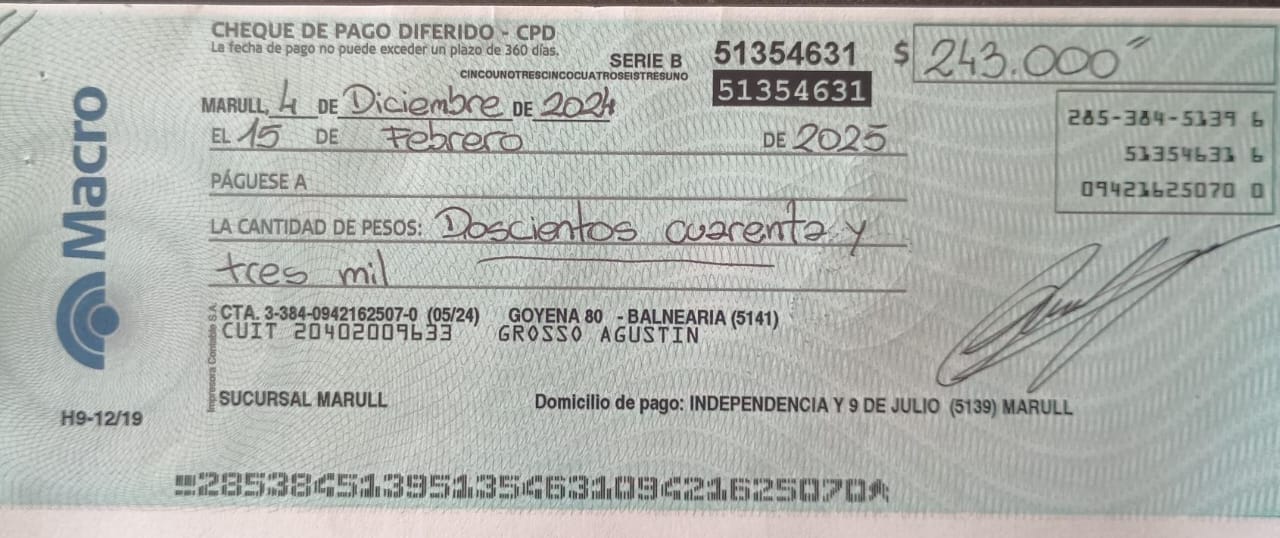 CHEQUE DE PAGO DIFERIDO - CPD
La fecha de pago no puede exceder un plazo de 360 días.
SERIE B 51354631 $ 243.000
CINCOUNOTRESCINCOCUATROSEISTRESUNO
51354631
MARULL, 4 DE Diciembre DE 2024
EL 15 DE Febrero DE 2025
285-384-5139 6
51354631 6
09421625070 0
PÁGUESE A
LA CANTIDAD DE PESOS: Doscientos cuarenta y
tres mil
Macro
CTA. 3-384-0942162507-0 (05/24) GOYENA 80 - BALNEARIA (5141)
CUIT 20402009633 GROSSO AGUSTIN
Impresora Contable S.A.
SUCURSAL MARULL
Domicilio de pago: INDEPENDENCIA Y 9 DE JULIO (5139) MARULL
H9-12/19
28538451395135463109421625070